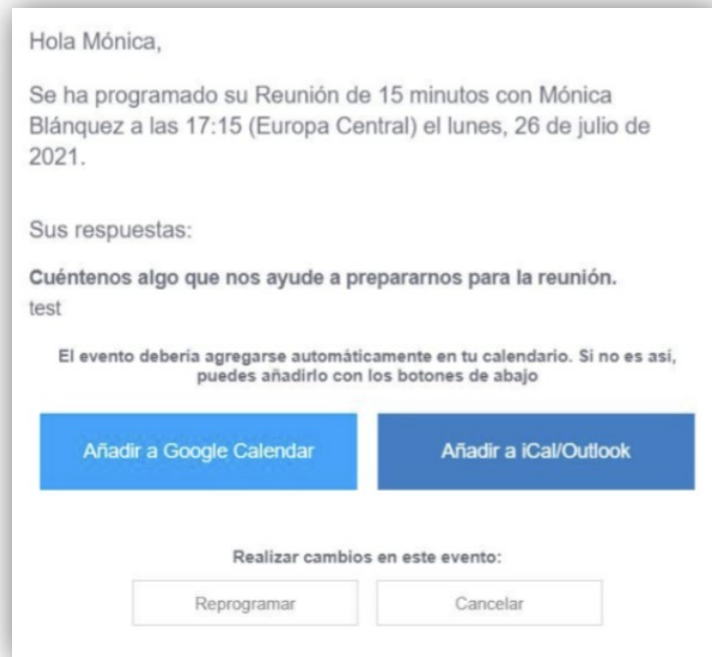 Hola Mónica,
Se ha programado su Reunión de 15 minutos con Mónica
Blánquez a las 17:15 (Europa Central) el lunes, 26 de julio de
2021.
Sus respuestas:
Cuéntenos algo que nos ayude a prepararnos para la reunión.
test
El evento debería agregarse automáticamente en tu calendario. Si no es así,
puedes añadirlo con los botones de abajo
Añadir a Google Calendar
Añadir a iCal/Outlook
Realizar cambios en este evento:
Reprogramar
Cancelar